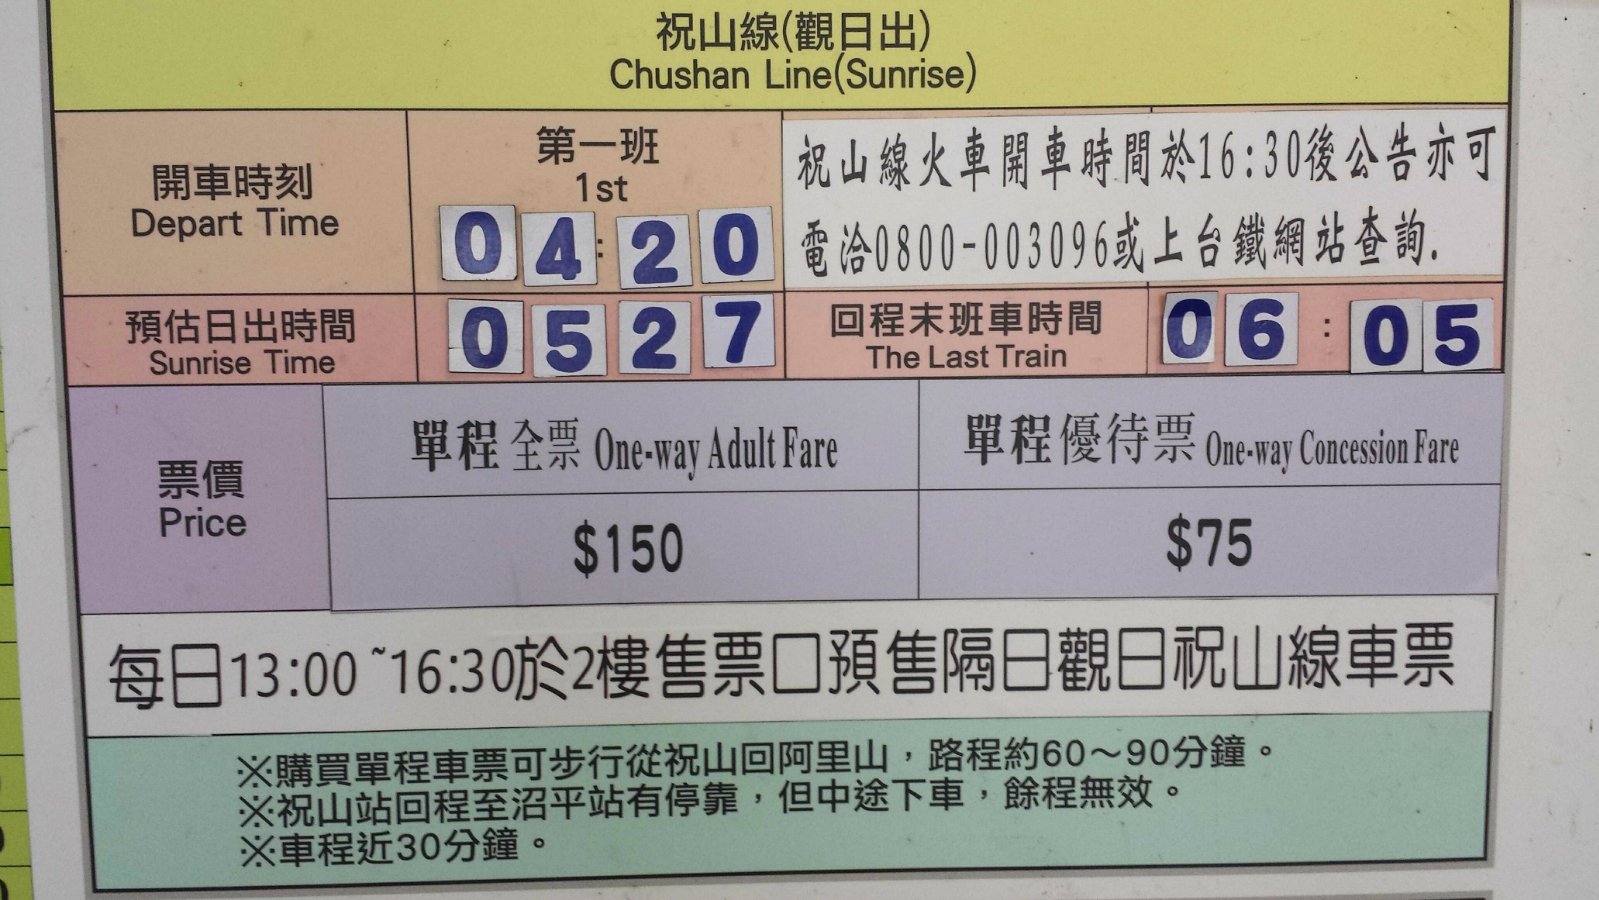 祝山線(觀日出)
Chushan Line(Sunrise)
開車時刻
Depart Time
第一班
1st
04:20
祝山線火車開車時間於16:30後公告亦可
電洽0800-003096或上台鐵網站查詢.
預估日出時間
Sunrise Time
0527
回程末班車時間
The Last Train
06:05
票價
Price
單程全票 One-way Adult Fare
單程優待票 One-way Concession Fare
$150
$75
每日13:00~16:30於2樓售票口預售隔日觀日祝山線車票
※購買單程車票可步行從祝山回阿里山，路程約60～90分鐘。
※祝山站回程至沼平站有停靠，但中途下車，餘程無效。
※車程近30分鐘。